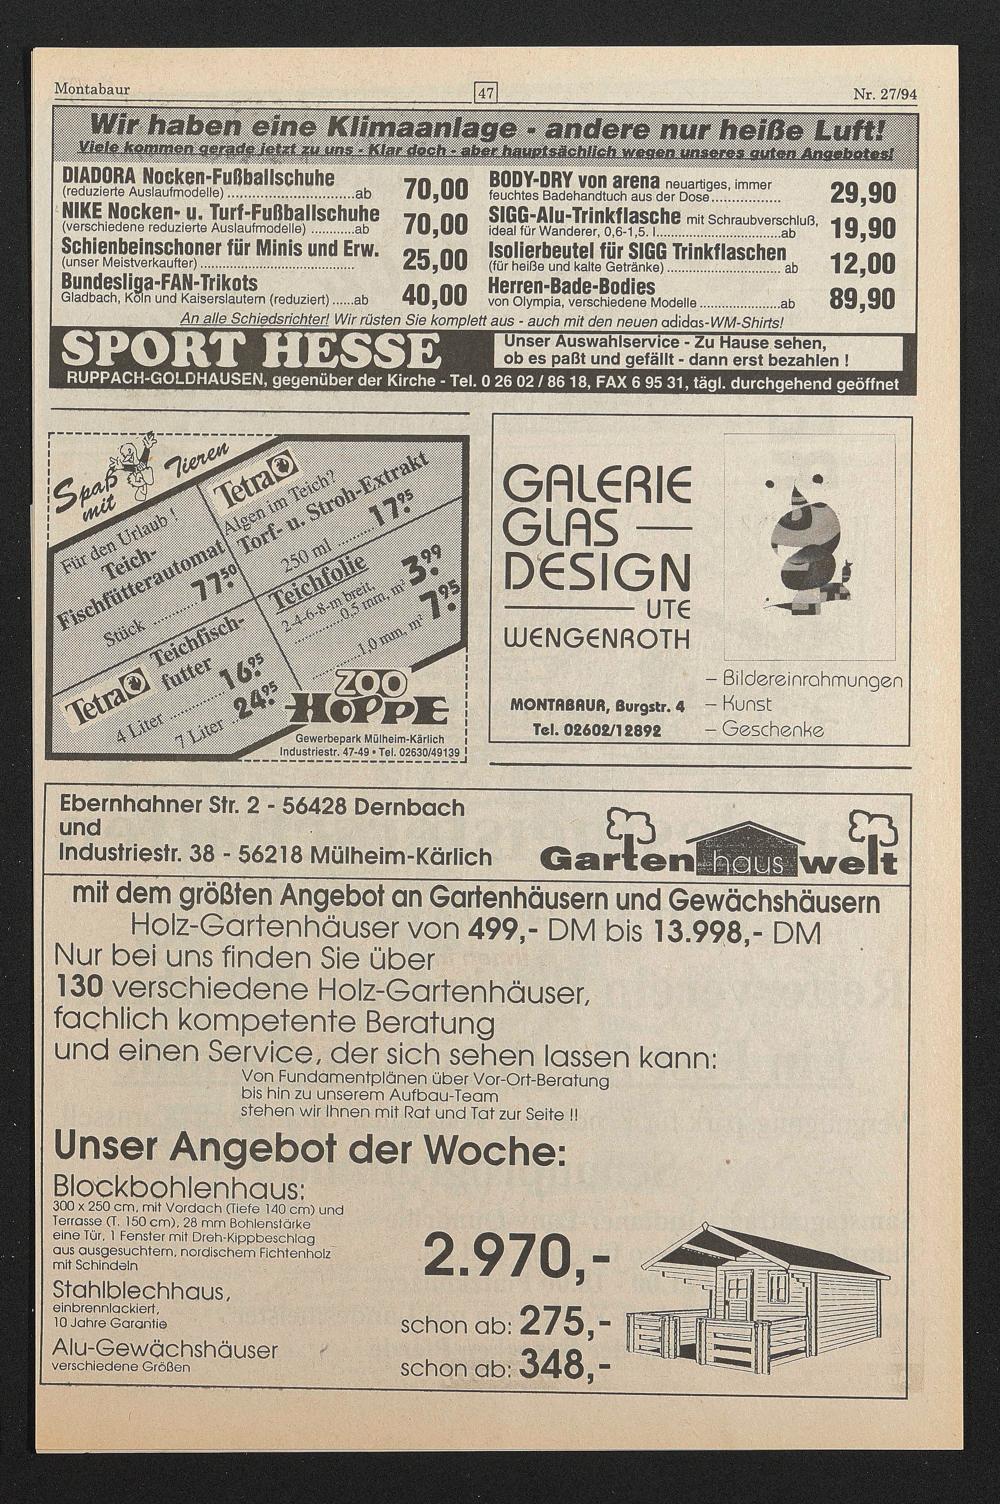 Montabaur
47
Nr. 27/94
Wir haben eine Klimaanlage - andere nur heiße Luft!
Viele kommen gerade jetzt zu uns - Klar doch - aber hauptsächlich wegen unseres guten Angebotes!
DIADORA Nocken-Fußballschuhe
(reduzierte Auslaufmodelle) ..............................ab 70,00
NIKE Nocken- u. Turf-Fußballschuhe
(verschiedene reduzierte Auslaufmodelle) ............ab 70,00
Schienbeinschoner für Minis und Erw.
(unser Meistverkaufter) .................................... 25,00
Bundesliga-FAN-Trikots
Gladbach, Köln und Kaiserslautern (reduziert) ......ab 40,00
BODY-DRY von arena neuartiges, immer
feuchtes Badehandtuch aus der Dose................. 29,90
SIGG-Alu-Trinkflasche mit Schraubverschluß,
ideal für Wanderer, 0,6-1,5. l..............................ab 19,90
Isolierbeutel für SIGG Trinkflaschen
(für heiße und kalte Getränke)............................. ab 12,00
Herren-Bade-Bodies
von Olympia, verschiedene Modelle ....................ab 89,90
An alle Schiedsrichter! Wir rüsten Sie komplett aus - auch mit den neuen adidas-WM-Shirts!
SPORT HESSE
Unser Auswahlservice - Zu Hause sehen,
ob es paßt und gefällt - dann erst bezahlen !
RUPPACH-GOLDHAUSEN, gegenüber der Kirche - Tel. 0 26 02 / 86 18, FAX 6 95 31, tägl. durchgehend geöffnet
Spaß mit Tieren
Für den Urlaub !
Teich-
Fischfütterautomat
Stück ............ 77.50
Tetra
Algen im Teich?
Torf- u. Stroh-Extrakt
250 ml .......... 17.95
Teichfolie
2-4-6-8-m breit,
..............0,5 mm, m² 3.99
..............1,0 mm, m² 7.95
Tetra
Teichfisch-
futter
4 Liter ............ 16.95
7 Liter ... 24.95
ZOO
HOPPE
Gewerbepark Mülheim-Kärlich
Industriestr. 47-49 • Tel. 02630/49139
GALERIE
GLAS
DESIGN
UTE
WENGENROTH
MONTABAUR, Burgstr. 4
Tel. 02602/12892
– Bildereinrahmungen
– Kunst
– Geschenke
Ebernhahner Str. 2 - 56428 Dernbach
und
Industriestr. 38 - 56218 Mülheim-Kärlich
Gartenhauswelt
mit dem größten Angebot an Gartenhäusern und Gewächshäusern
Holz-Gartenhäuser von 499,- DM bis 13.998,- DM
Nur bei uns finden Sie über
130 verschiedene Holz-Gartenhäuser,
fachlich kompetente Beratung
und einen Service, der sich sehen lassen kann:
Von Fundamentplänen über Vor-Ort-Beratung
bis hin zu unserem Aufbau-Team
stehen wir Ihnen mit Rat und Tat zur Seite !!
Unser Angebot der Woche:
Blockbohlenhaus:
300 x 250 cm, mit Vordach (Tiefe 140 cm) und
Terrasse (T. 150 cm), 28 mm Bohlenstärke
eine Tür, 1 Fenster mit Dreh-Kippbeschlag
aus ausgesuchtem, nordischem Fichtenholz
mit Schindeln
2.970,-
Stahlblechhaus,
einbrennlackiert,
10 Jahre Garantie
schon ab: 275,-
Alu-Gewächshäuser
verschiedene Größen
schon ab: 348,-